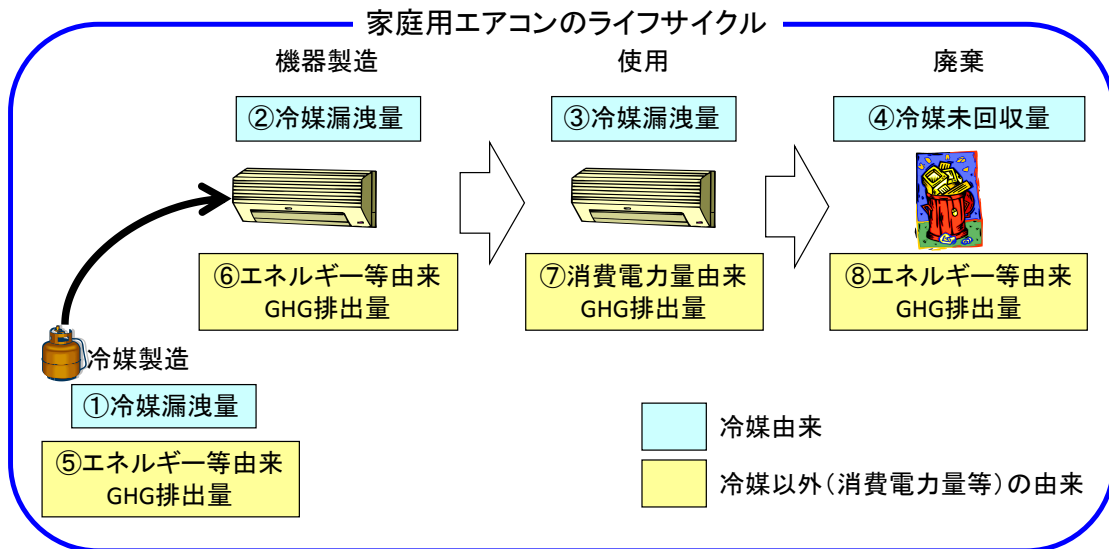 家庭用エアコンのライフサイクル
機器製造
使用
廃棄
②冷媒漏洩量
③冷媒漏洩量
④冷媒未回収量
⑥エネルギー等由来
GHG排出量
⑦消費電力量由来
GHG排出量
⑧エネルギー等由来
GHG排出量
冷媒製造
①冷媒漏洩量
⑤エネルギー等由来
GHG排出量
冷媒由来
冷媒以外(消費電力量等)の由来